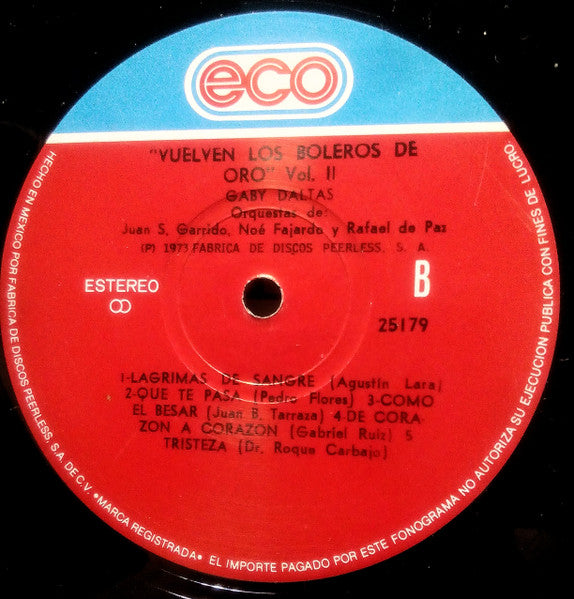 eco
"VUELVEN LOS BOLEROS DE
ORO" Vol. II
GABY DALTAS
Orquestas de:
Juan S. Garrido, Noé Fajardo y Rafael de Paz
(P) 1973 FABRICA DE DISCOS PEERLESS, S. A.
ESTEREO
B
25179
1-LAGRIMAS DE SANGRE (Agustín Lara)
2-QUE TE PASA (Pedro Flores) 3-COMO
EL BESAR (Juan B. Tarraza) 4-DE CORA-
ZON A CORAZON (Gabriel Ruiz) 5
TRISTEZA (Dr. Roque Carbajo)
HECHO EN MEXICO POR FABRICA DE DISCOS PEERLESS, S.A. DE C.V. •MARCA REGISTRADA• EL IMPORTE PAGADO POR ESTE FONOGRAMA NO AUTORIZA SU EJECUCION PUBLICA CON FINES DE LUCRO.